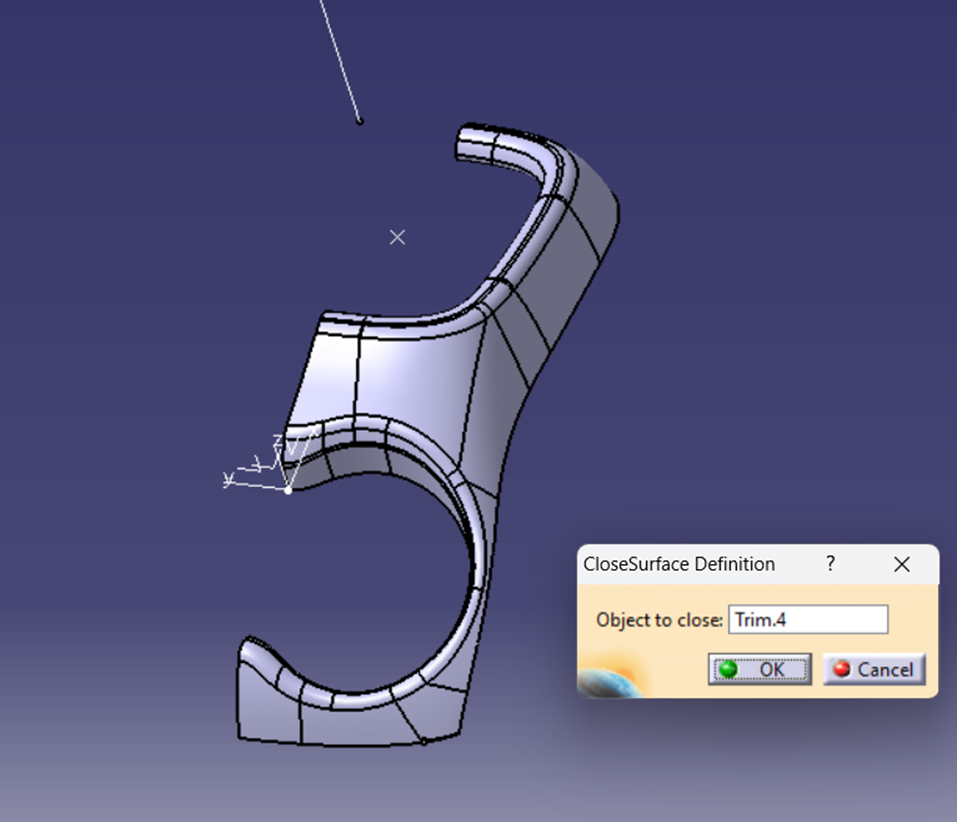 z
y
CloseSurface Definition ?
Object to close: Trim.4
OK Cancel